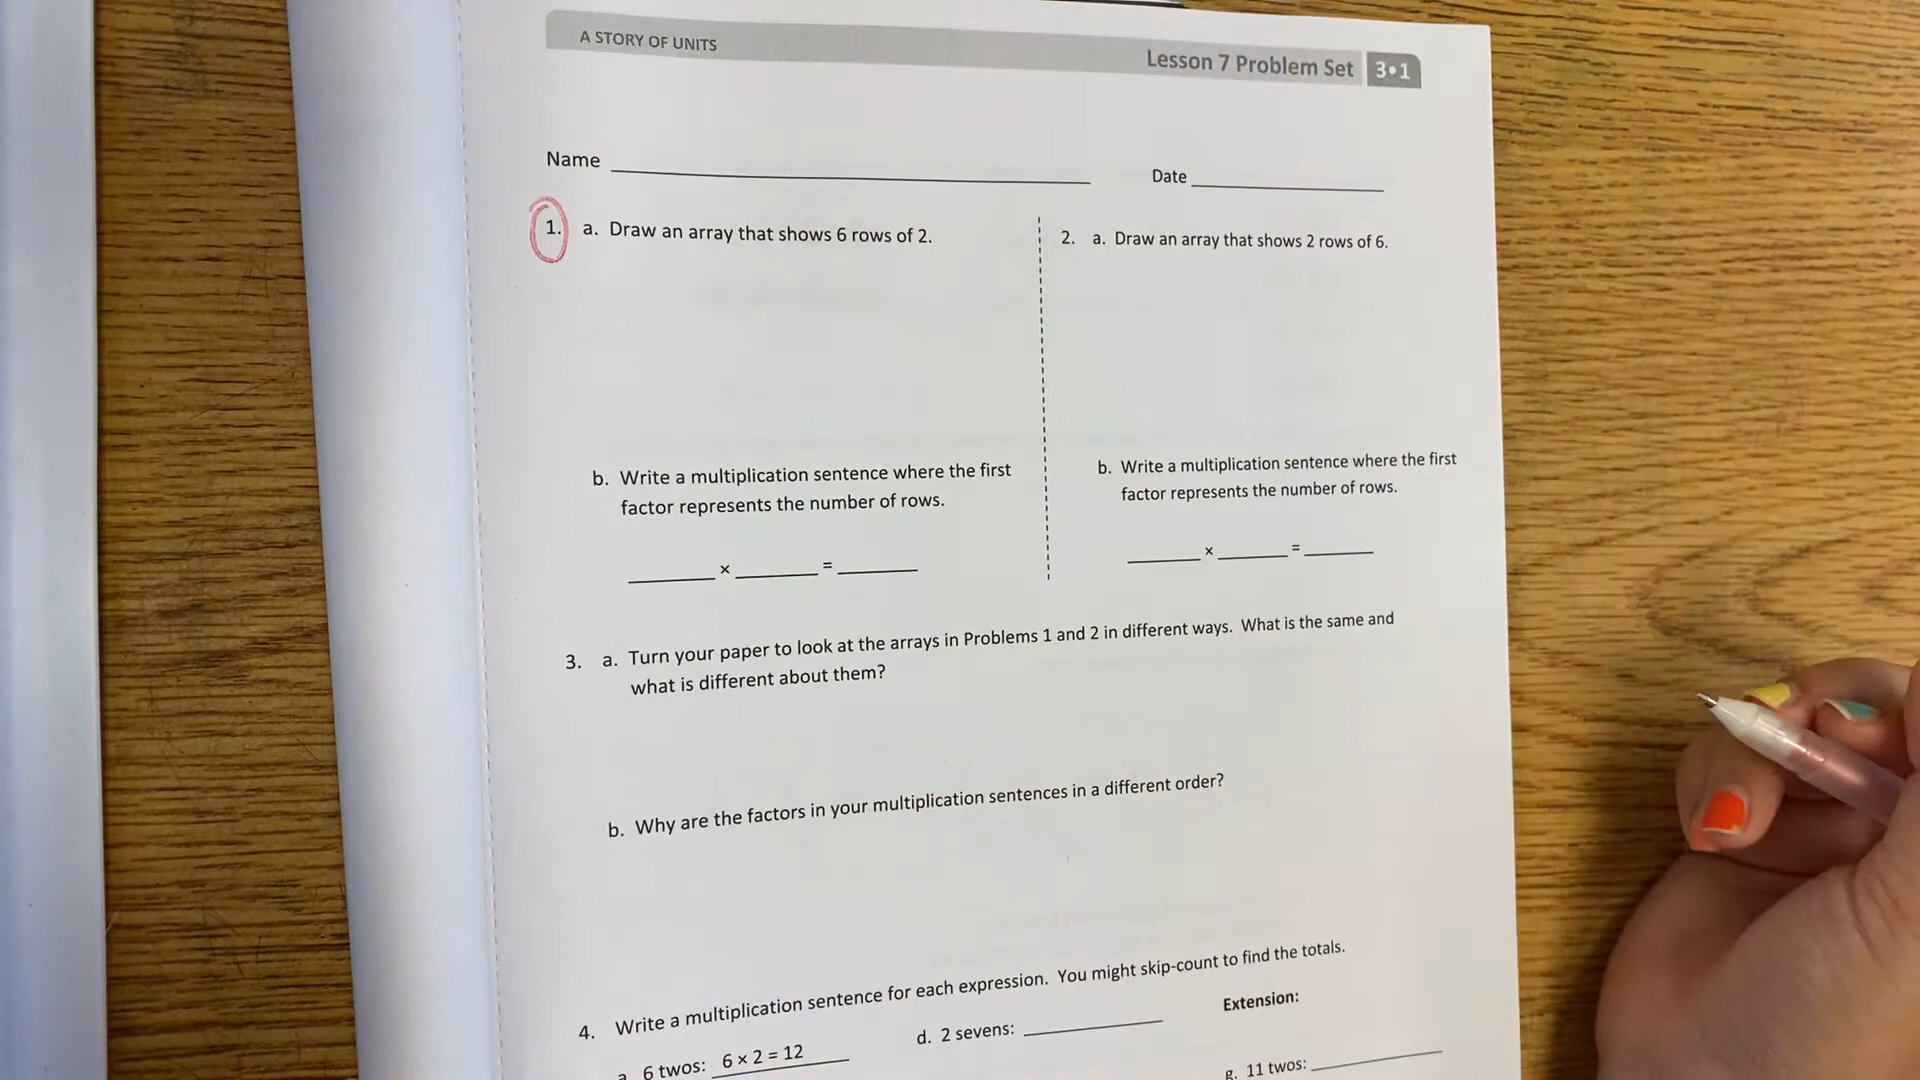 A STORY OF UNITS
Lesson 7 Problem Set 3•1
Name
Date
1. a. Draw an array that shows 6 rows of 2.
b. Write a multiplication sentence where the first
factor represents the number of rows.
______ × ______ = ______
2. a. Draw an array that shows 2 rows of 6.
b. Write a multiplication sentence where the first
factor represents the number of rows.
______ × ______ = ______
3. a. Turn your paper to look at the arrays in Problems 1 and 2 in different ways. What is the same and
what is different about them?
b. Why are the factors in your multiplication sentences in a different order?
4. Write a multiplication sentence for each expression. You might skip-count to find the totals.
a. 6 twos: 6 × 2 = 12
d. 2 sevens:
Extension:
g. 11 twos: